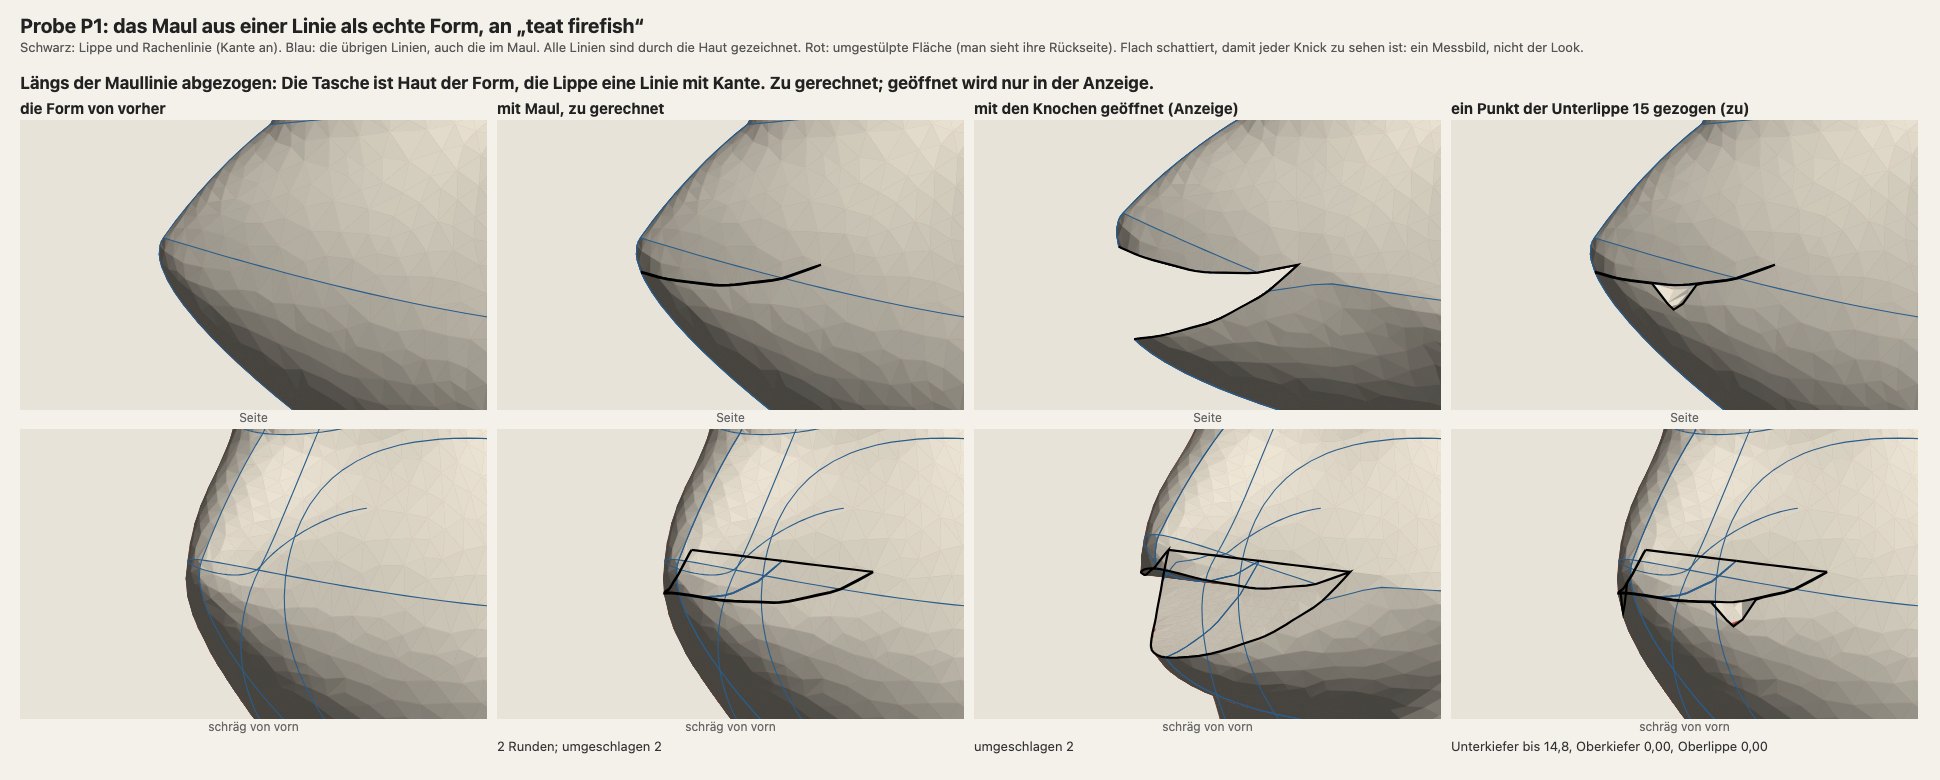 Probe P1: das Maul aus einer Linie als echte Form, an „teat firefish“
Schwarz: Lippe und Rachenlinie (Kante an). Blau: die übrigen Linien, auch die im Maul. Alle Linien sind durch die Haut gezeichnet. Rot: umgestülpte Fläche (man sieht ihre Rückseite). Flach schattiert, damit jeder Knick zu sehen ist: ein Messbild, nicht der Look.
Längs der Maullinie abgezogen: Die Tasche ist Haut der Form, die Lippe eine Linie mit Kante. Zu gerechnet; geöffnet wird nur in der Anzeige.
die Form von vorher
mit Maul, zu gerechnet
mit den Knochen geöffnet (Anzeige)
ein Punkt der Unterlippe 15 gezogen (zu)
Seite
Seite
Seite
Seite
schräg von vorn
schräg von vorn
schräg von vorn
schräg von vorn
2 Runden; umgeschlagen 2
umgeschlagen 2
Unterkiefer bis 14,8, Oberkiefer 0,00, Oberlippe 0,00